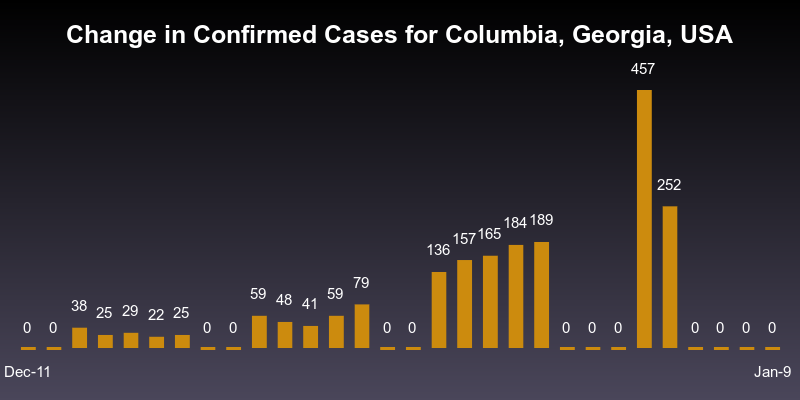 Change in Confirmed Cases for Columbia, Georgia, USA
0 0 38 25 29 22 25 0 0 59 48 41 59 79 0 0 136 157 165 184 189 0 0 0 457 252 0 0 0 0
Dec-11 Jan-9